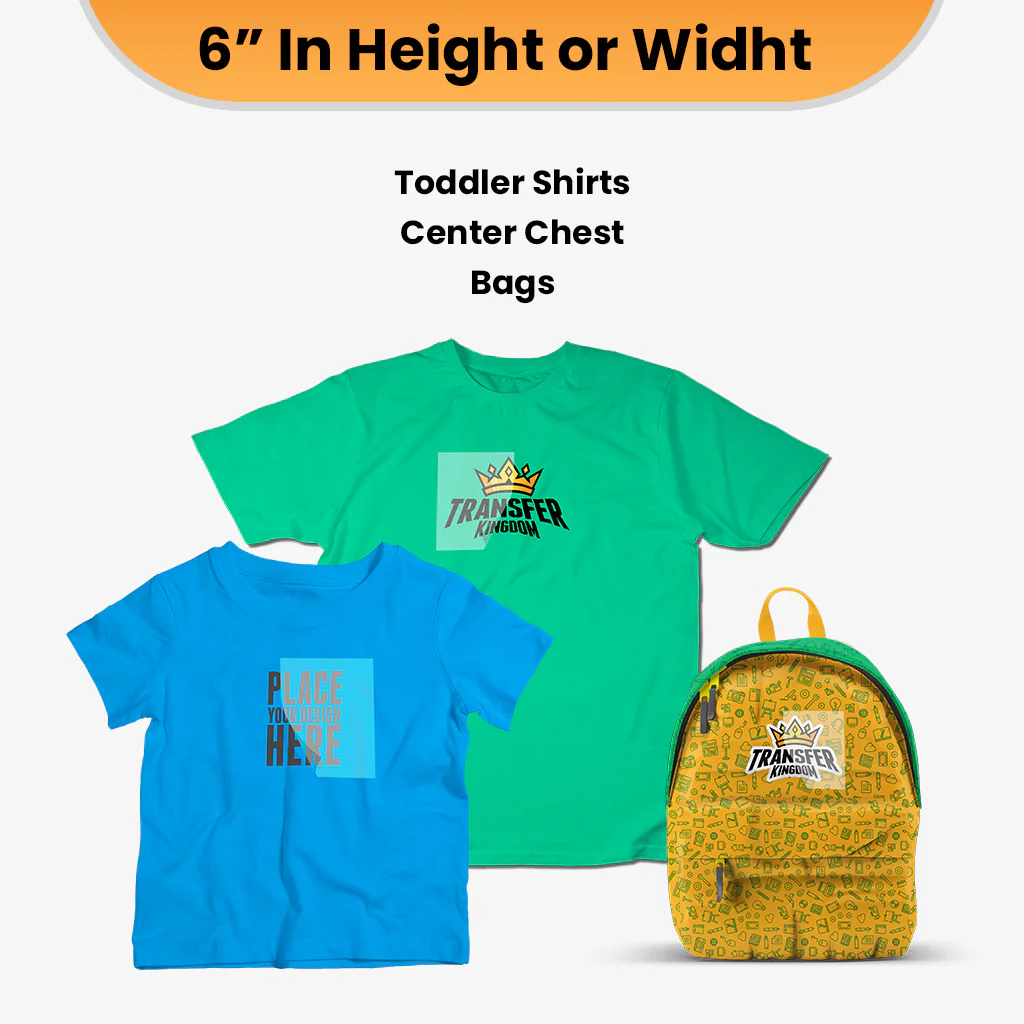 6” In Height or Widht
Toddler Shirts
Center Chest
Bags
TRANSFER
KINGDOM
PLACE
YOUR DESIGN
HERE
TRANSFER
KINGDOM